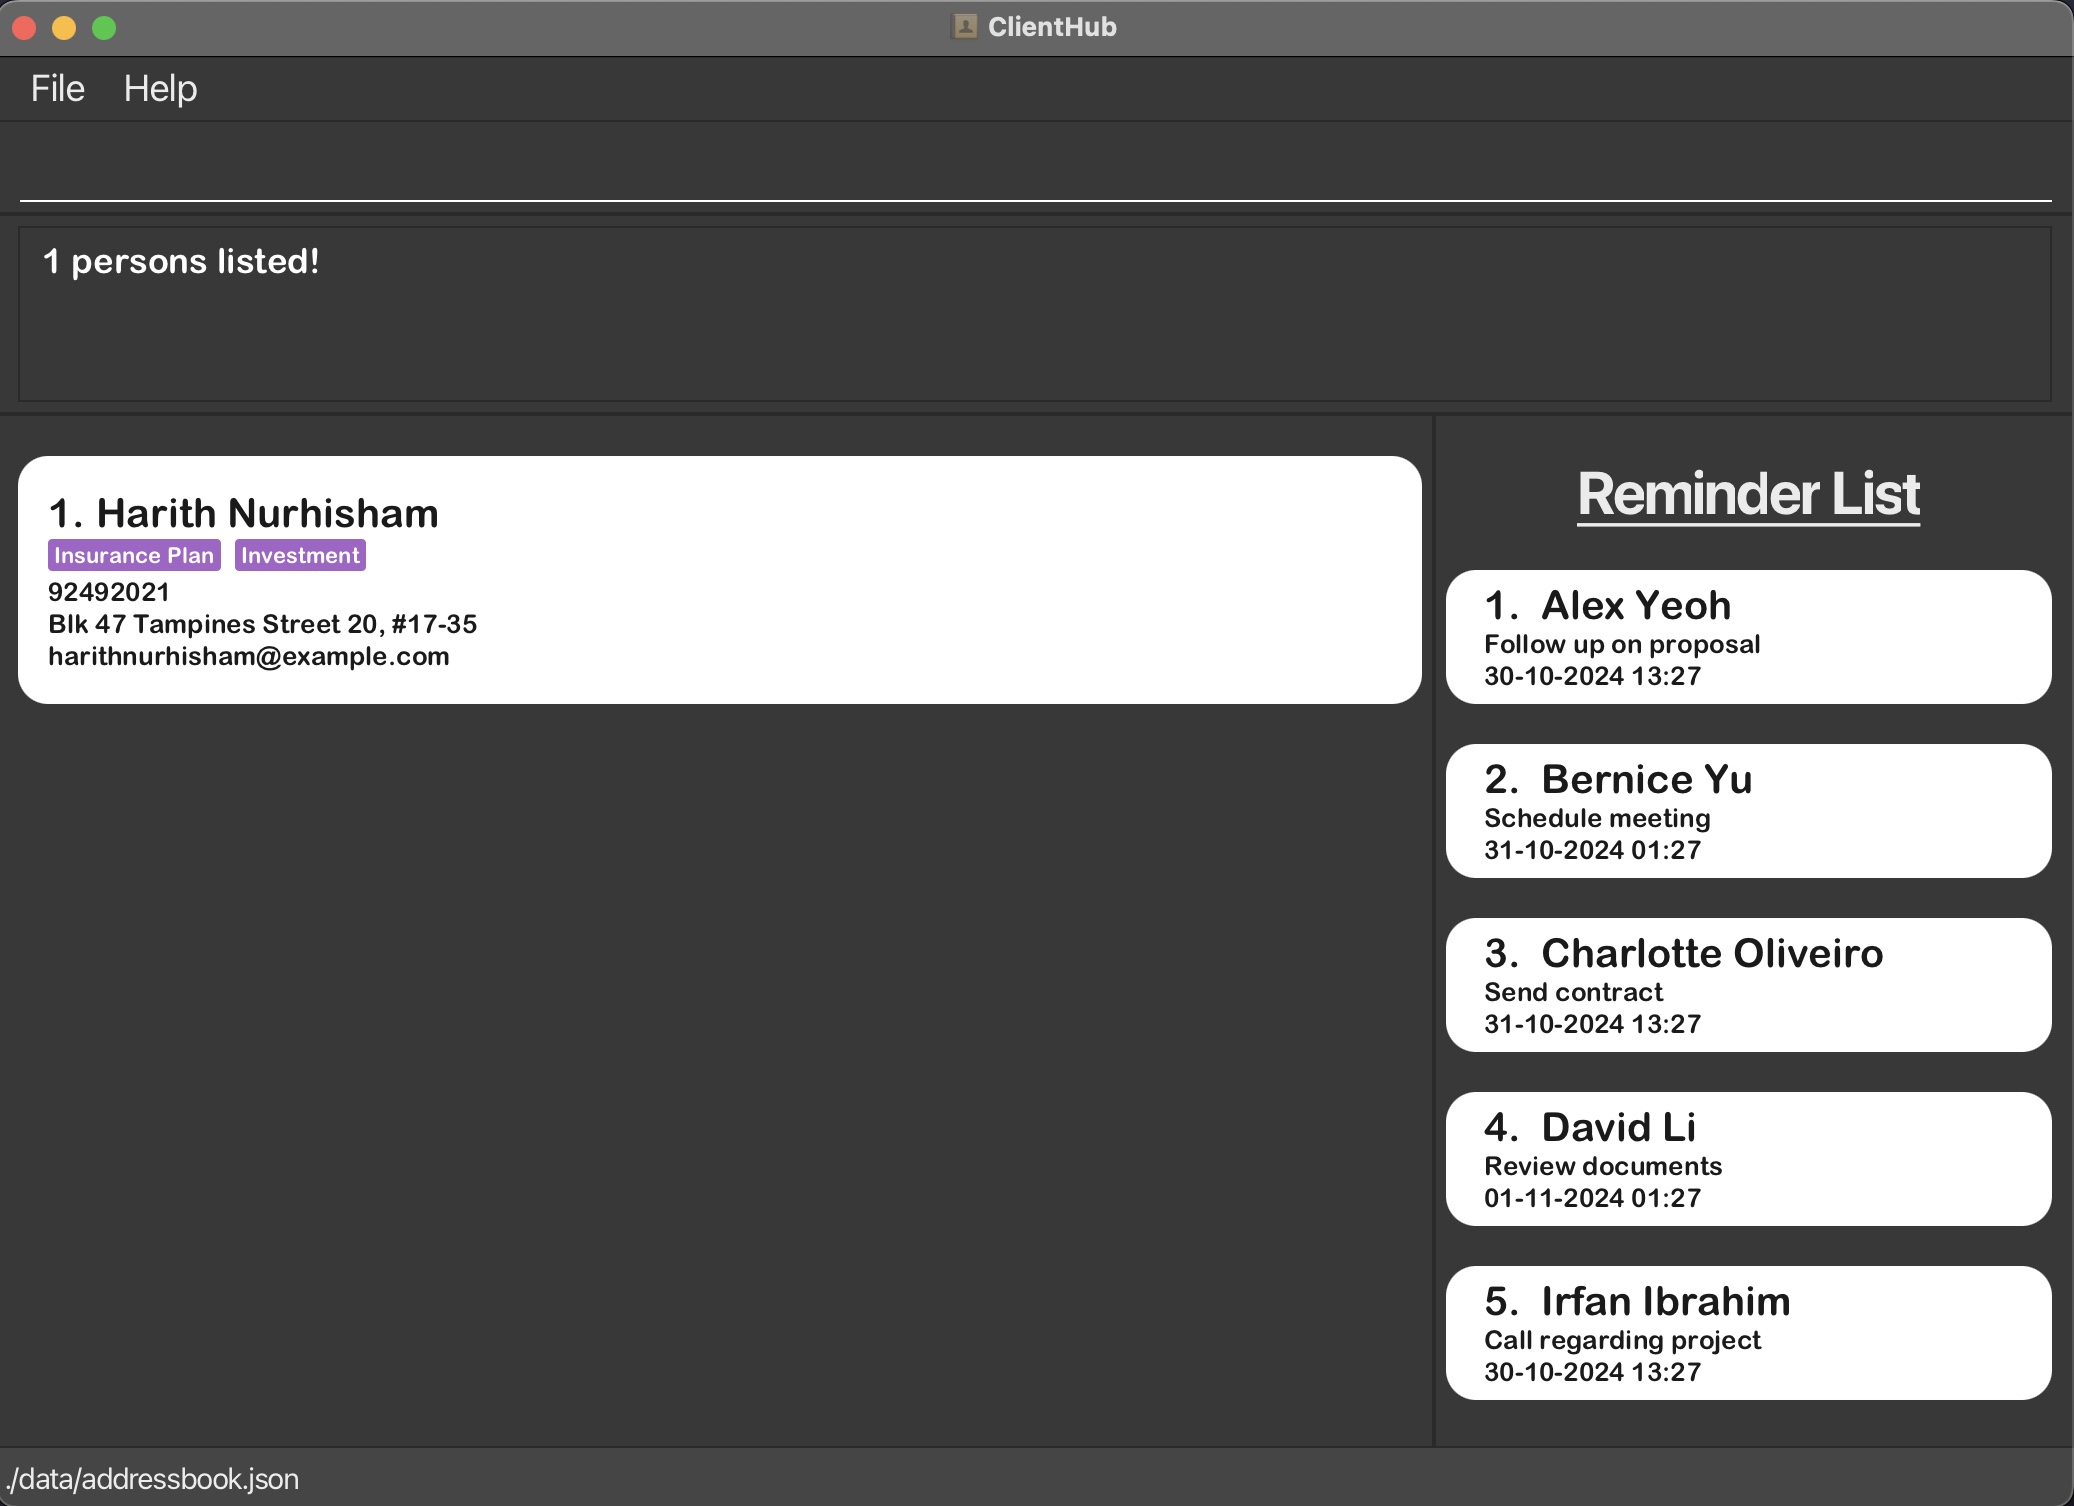 ClientHub
File Help
1 persons listed!
1. Harith Nurhisham
Insurance Plan Investment
92492021
Blk 47 Tampines Street 20, #17-35
harithnurhisham@example.com
Reminder List
1. Alex Yeoh
Follow up on proposal
30-10-2024 13:27
2. Bernice Yu
Schedule meeting
31-10-2024 01:27
3. Charlotte Oliveiro
Send contract
31-10-2024 13:27
4. David Li
Review documents
01-11-2024 01:27
5. Irfan Ibrahim
Call regarding project
30-10-2024 13:27
./data/addressbook.json